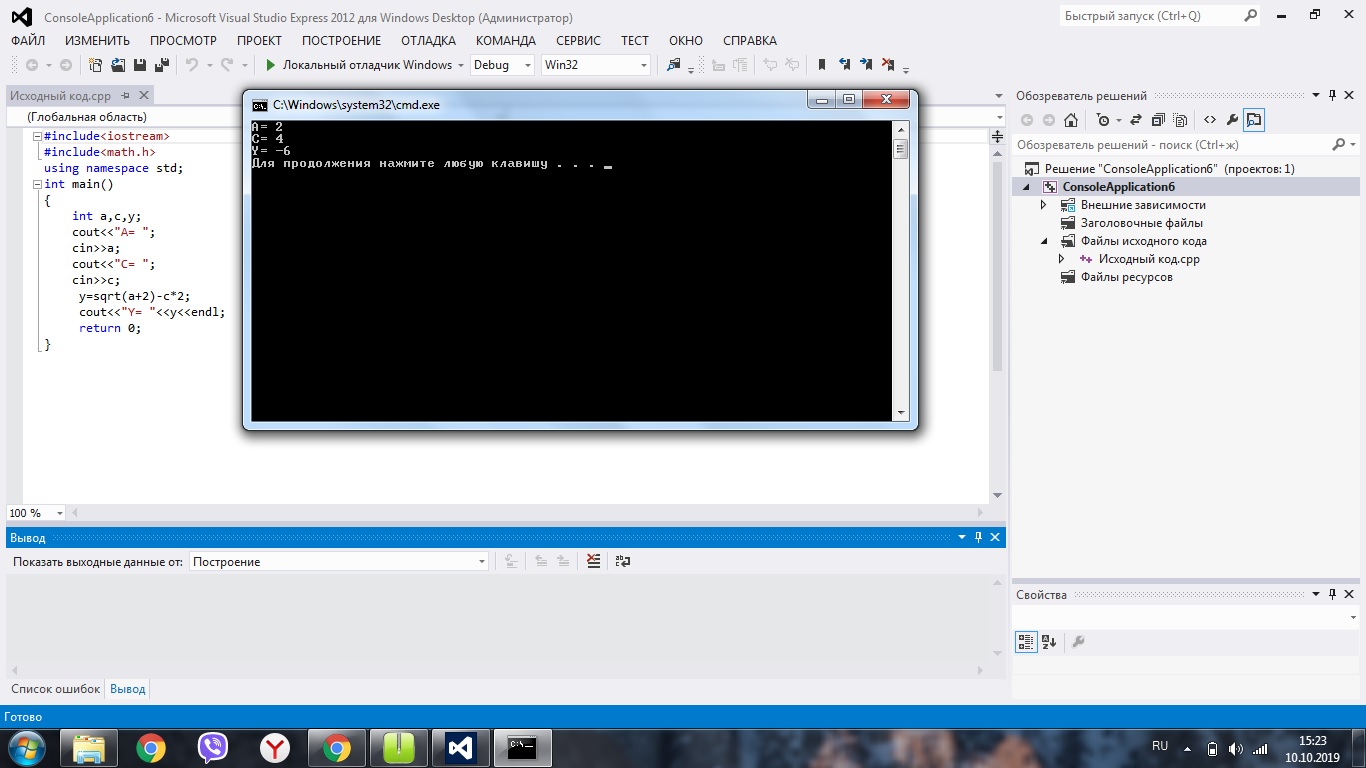 ConsoleApplication6 - Microsoft Visual Studio Express 2012 для Windows Desktop (Администратор)
Быстрый запуск (Ctrl+Q)
ФАЙЛ ИЗМЕНИТЬ ПРОСМОТР ПРОЕКТ ПОСТРОЕНИЕ ОТЛАДКА КОМАНДА СЕРВИС ТЕСТ ОКНО СПРАВКА
Локальный отладчик Windows Debug Win32
Исходный код.cpp
(Глобальная область)
#include<iostream>
#include<math.h>
using namespace std;
int main()
{
int a,c,y;
cout<<"A= ";
cin>>a;
cout<<"C= ";
cin>>c;
y=sqrt(a+2)-c*2;
cout<<"Y= "<<y<<endl;
return 0;
}
100 %
C:\Windows\system32\cmd.exe
A= 2
C= 4
Y= -6
Для продолжения нажмите любую клавишу . . .
Обозреватель решений
Обозреватель решений - поиск (Ctrl+ж)
Решение "ConsoleApplication6" (проектов: 1)
ConsoleApplication6
Внешние зависимости
Заголовочные файлы
Файлы исходного кода
Исходный код.cpp
Файлы ресурсов
Вывод
Показать выходные данные от: Построение
Список ошибок Вывод
Свойства
Готово
RU
15:23
10.10.2019